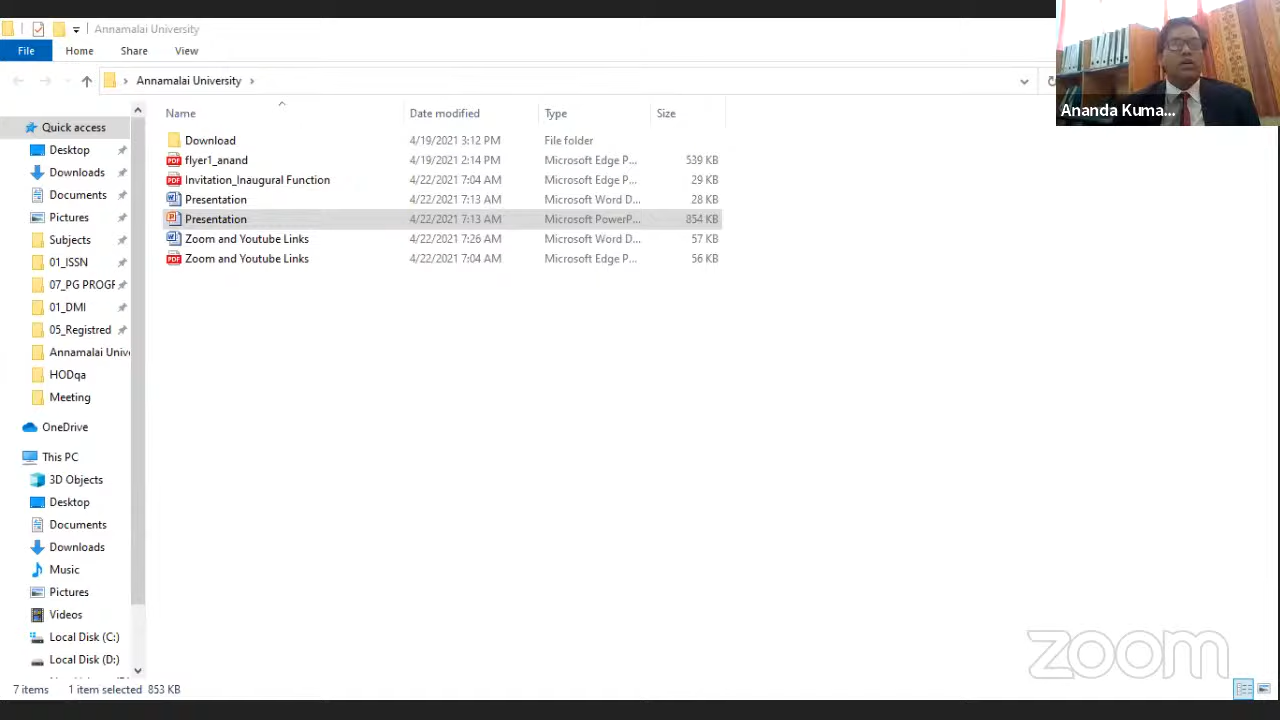 Annamalai University
File Home Share View
Annamalai University
Ananda Kuma...
Name Date modified Type Size
Quick access
Desktop
Downloads
Documents
Pictures
Subjects
01_ISSN
07_PG PROGF
01_DMI
05_Registred
Annamalai Unive
HODqa
Meeting
OneDrive
This PC
3D Objects
Desktop
Documents
Downloads
Music
Pictures
Videos
Local Disk (C:)
Local Disk (D:)
Download 4/19/2021 3:12 PM File folder
PDF flyer1_anand 4/19/2021 2:14 PM Microsoft Edge P... 539 KB
PDF Invitation_Inaugural Function 4/22/2021 7:04 AM Microsoft Edge P... 29 KB
Presentation 4/22/2021 7:13 AM Microsoft Word D... 28 KB
Presentation 4/22/2021 7:13 AM Microsoft PowerP... 854 KB
Zoom and Youtube Links 4/22/2021 7:26 AM Microsoft Word D... 57 KB
PDF Zoom and Youtube Links 4/22/2021 7:04 AM Microsoft Edge P... 56 KB
zoom
7 items 1 item selected 853 KB